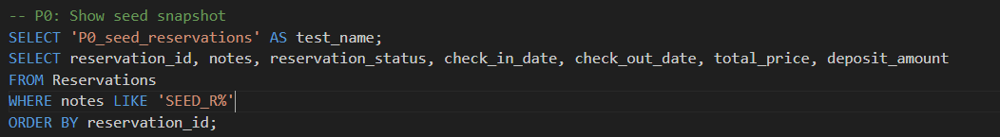 -- P0: Show seed snapshot
SELECT 'P0_seed_reservations' AS test_name;
SELECT reservation_id, notes, reservation_status, check_in_date, check_out_date, total_price, deposit_amount
FROM Reservations
WHERE notes LIKE 'SEED_R%'
ORDER BY reservation_id;